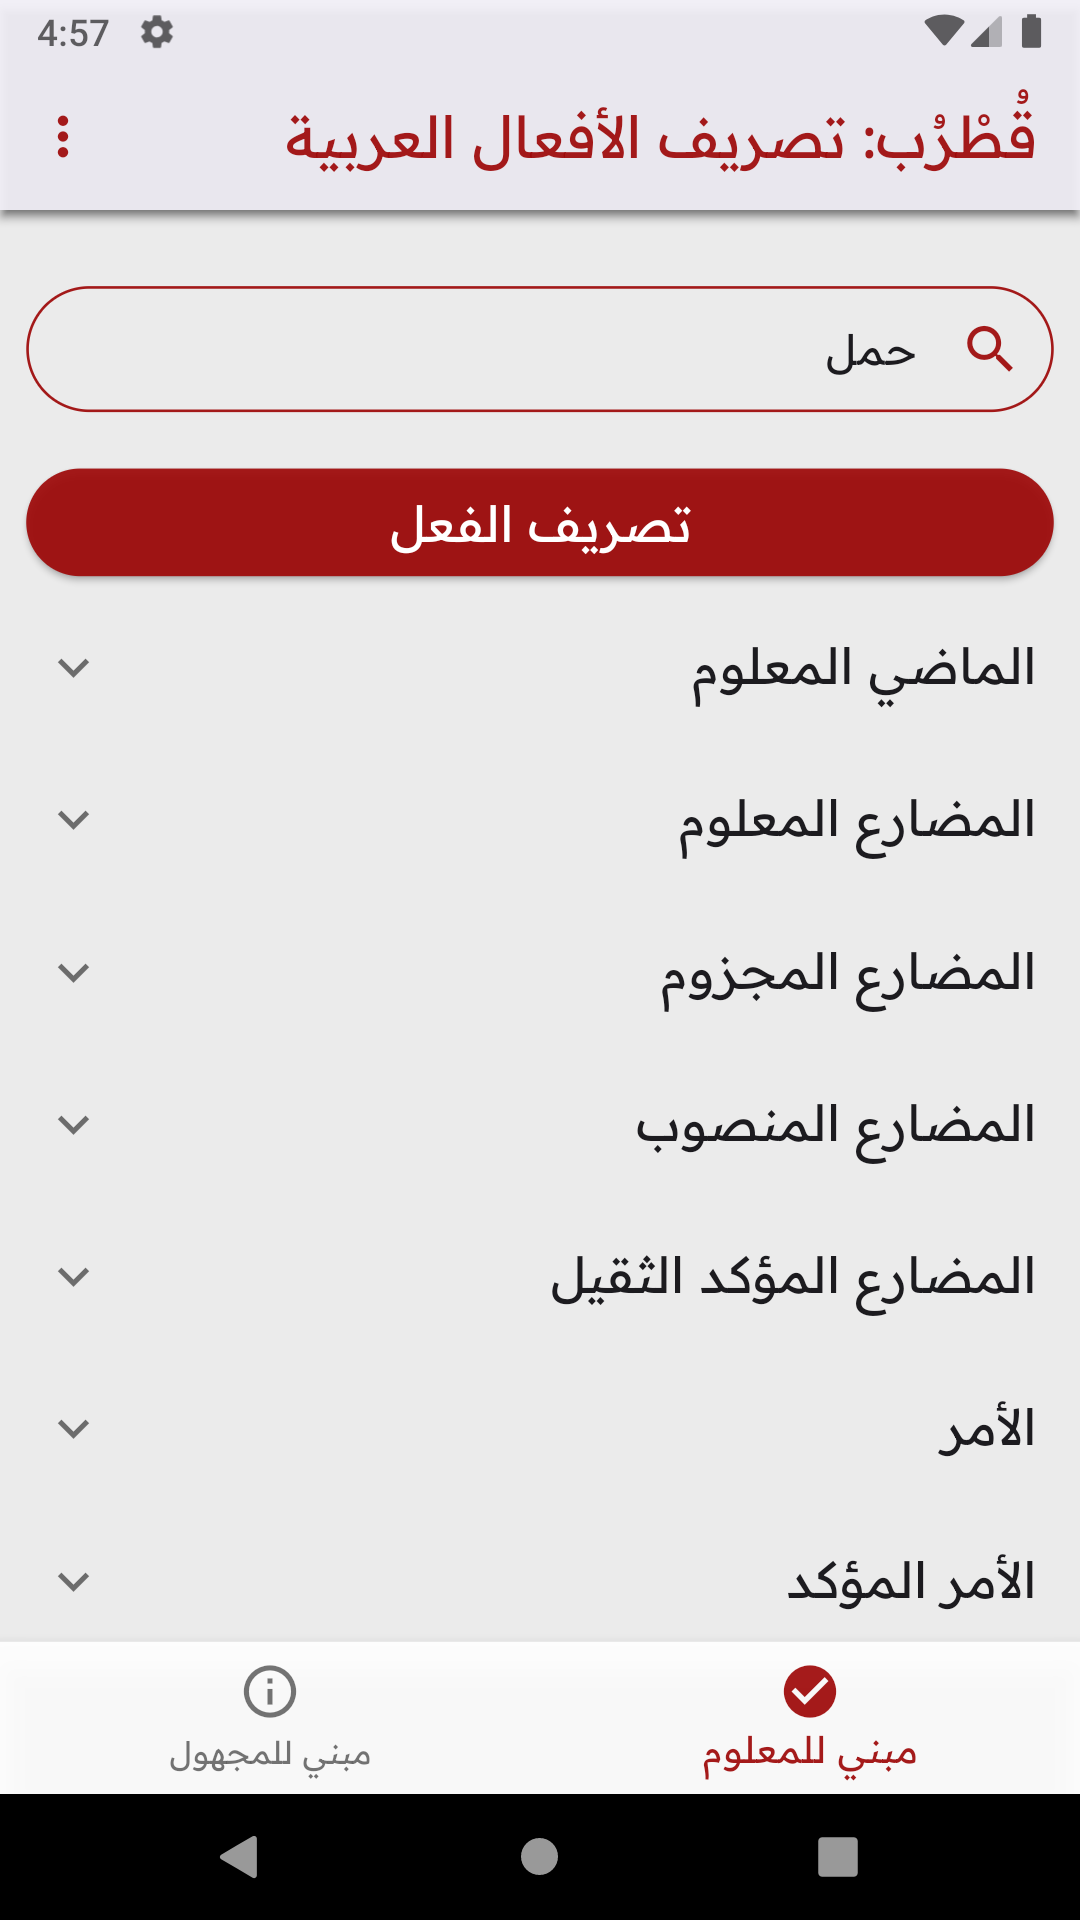 4:57
قُطْرُب: تصريف الأفعال العربية
حمل
تصريف الفعل
الماضي المعلوم
المضارع المعلوم
المضارع المجزوم
المضارع المنصوب
المضارع المؤكد الثقيل
الأمر
الأمر المؤكد
مبني للمعلوم
مبني للمجهول